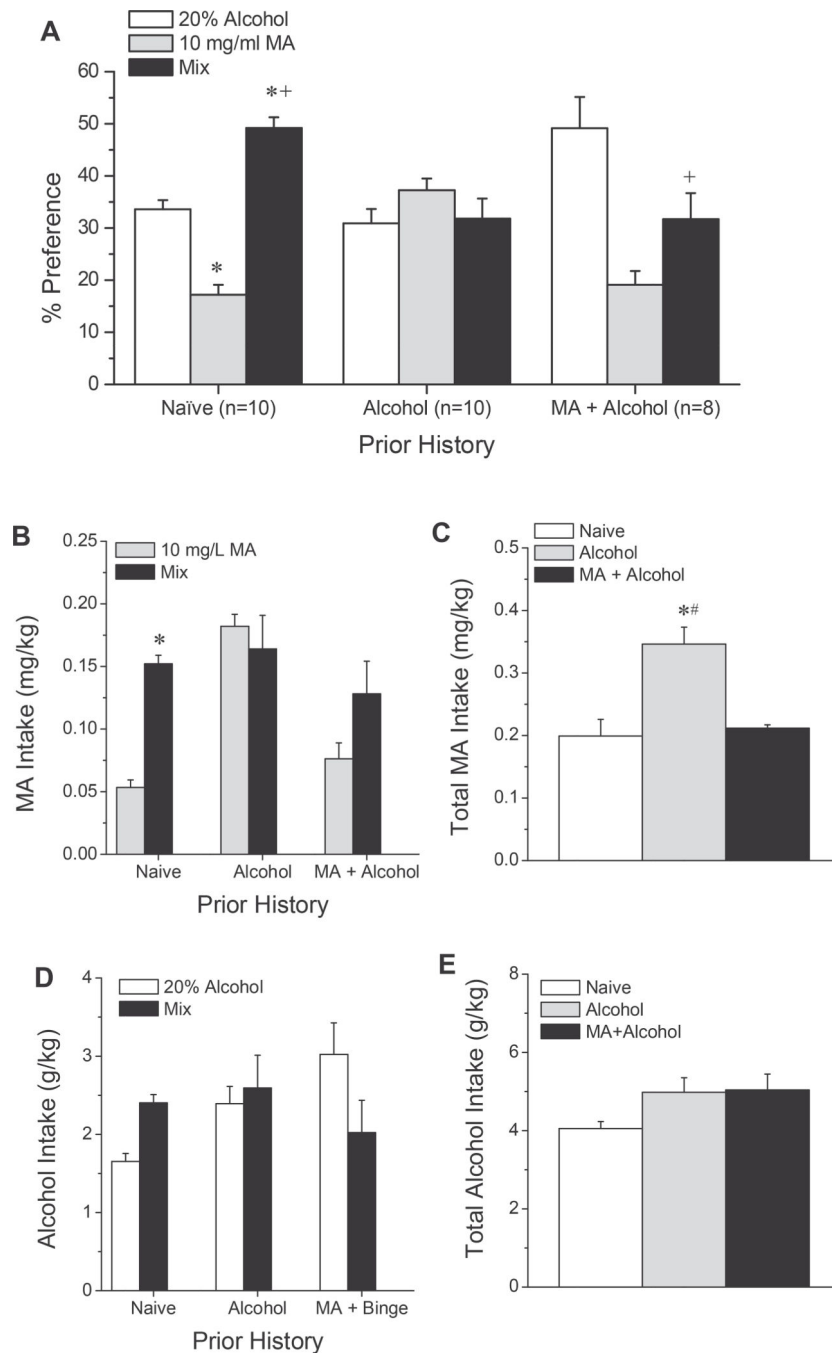 A
20% Alcohol
10 mg/ml MA
Mix
60
50
40
30
20
10
0
% Preference
*+
*
+
Naïve (n=10)
Alcohol (n=10)
MA + Alcohol (n=8)
Prior History
B
10 mg/L MA
Mix
0.25
0.20
0.15
0.10
0.05
0.00
MA Intake (mg/kg)
*
Naive
Alcohol
MA + Alcohol
Prior History
C
Naive
Alcohol
MA + Alcohol
0.5
0.4
0.3
0.2
0.1
0.0
Total MA Intake (mg/kg)
*#
D
20% Alcohol
Mix
4
3
2
1
0
Alcohol Intake (g/kg)
Naive
Alcohol
MA + Binge
Prior History
E
Naive
Alcohol
MA+Alcohol
8
6
4
2
0
Total Alcohol Intake (g/kg)